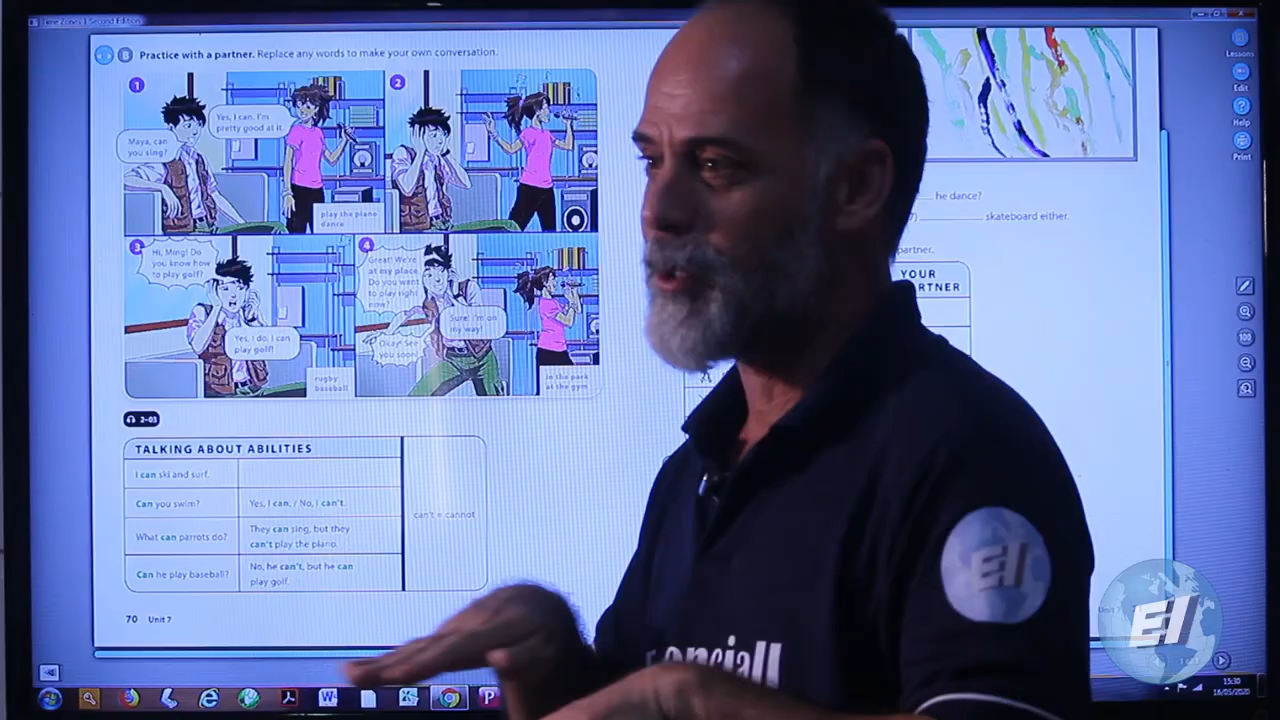 Time Zones 1 Second Edition
B Practice with a partner. Replace any words to make your own conversation.
1
Maya, can
you sing?
Yes, I can. I'm
pretty good at it.
play the piano
dance
2
3
Hi, Ming! Do
you know how
to play golf?
Yes, I do. I can
play golf!
rugby
baseball
4
Great! We're
at my place.
Do you want
to play right
now?
Sure! I'm on
my way!
Okay! See
you soon!
in the park
at the gym
2-03
TALKING ABOUT ABILITIES
I can ski and surf.
Can you swim?
Yes, I can. / No, I can't.
What can parrots do?
They can sing, but they
can't play the piano.
Can he play baseball?
No, he can't, but he can
play golf.
can't = cannot
70 Unit 7
he dance?
skateboard either.
partner.
YOUR
Lessons
Edit
Help
Print
100
EI
EI
15:30
16/05/2020